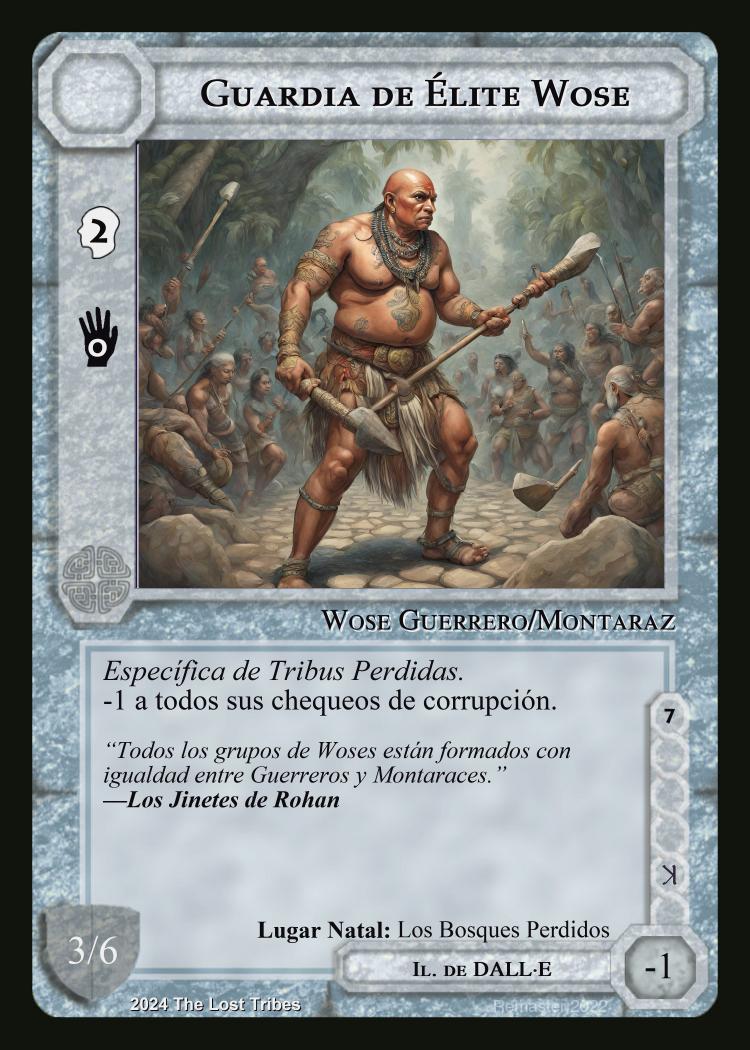 Guardia de Élite Wose
2
0
Wose Guerrero/Montaraz
Específica de Tribus Perdidas.
-1 a todos sus chequeos de corrupción.
“Todos los grupos de Woses están formados con
igualdad entre Guerreros y Montaraces.”
—Los Jinetes de Rohan
7
Lugar Natal: Los Bosques Perdidos
3/6
Il. de DALL·E
-1
2024 The Lost Tribes
Remaster 2022